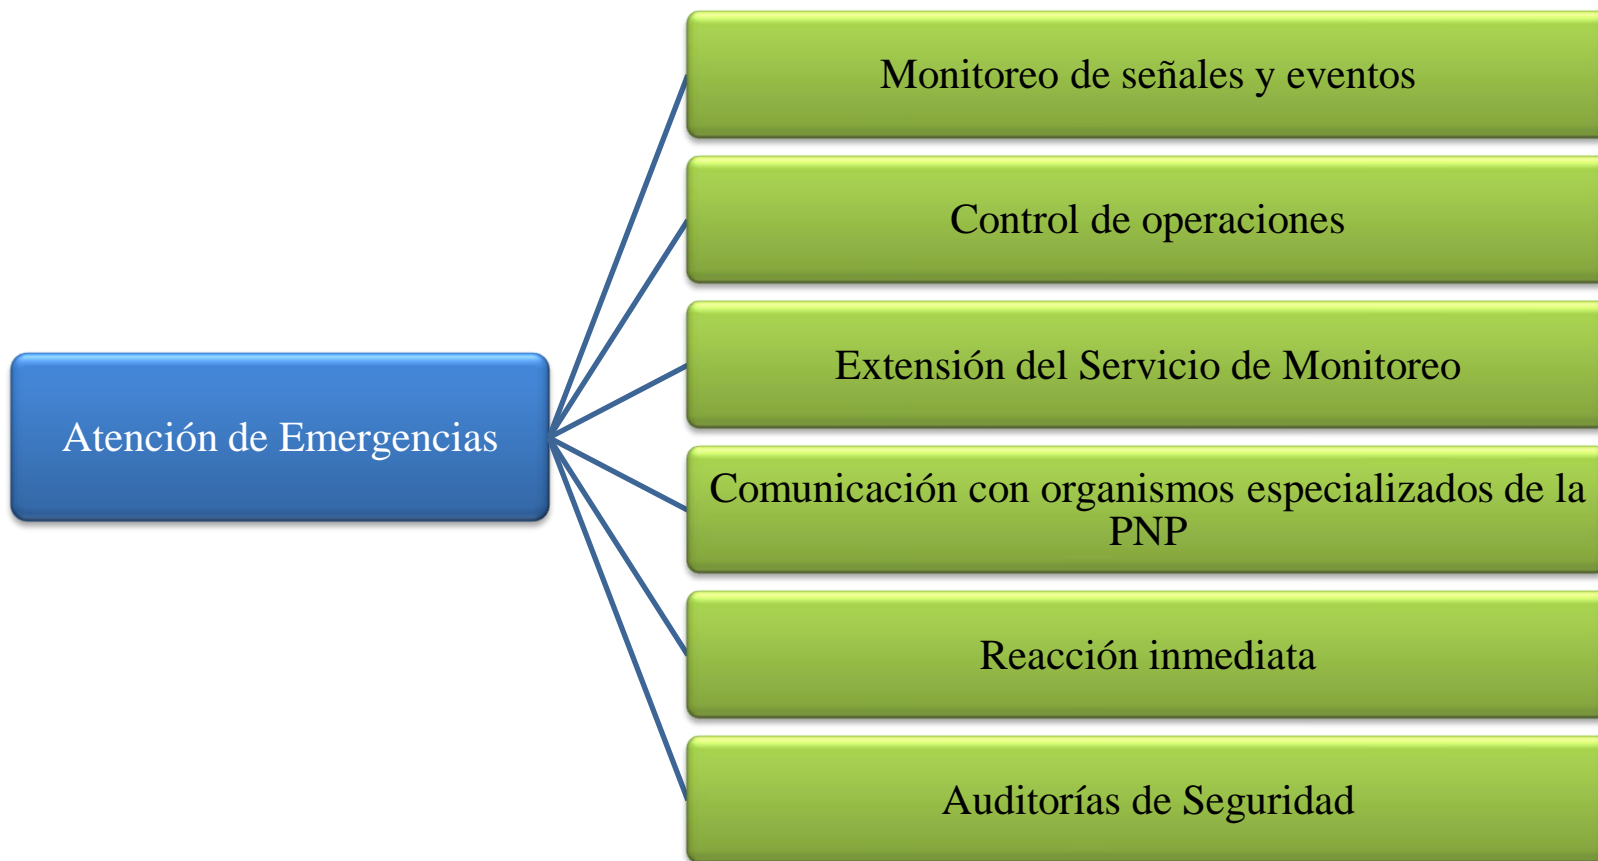 Monitoreo de señales y eventos
Control de operaciones
Extensión del Servicio de Monitoreo
Atención de Emergencias
Comunicación con organismos especializados de la
PNP
Reacción inmediata
Auditorías de Seguridad